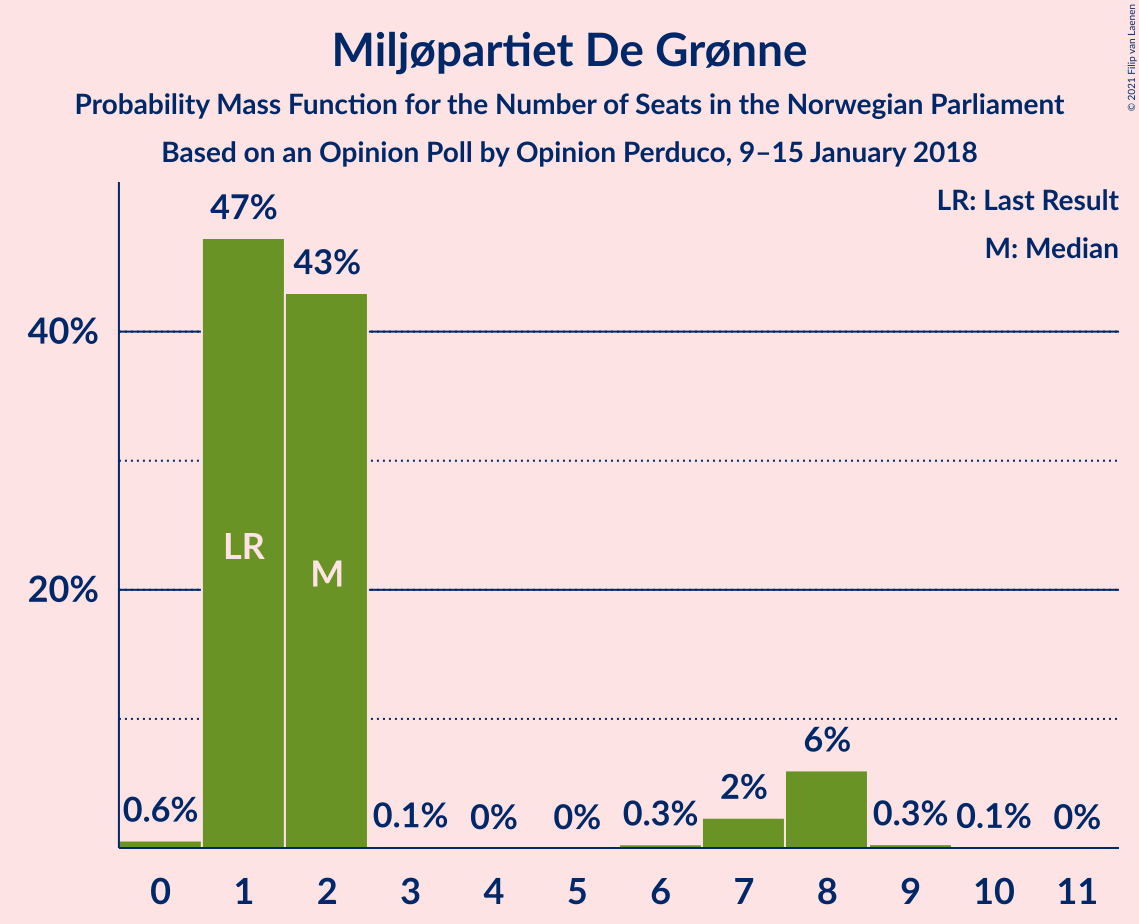 Miljøpartiet De Grønne
Probability Mass Function for the Number of Seats in the Norwegian Parliament
Based on an Opinion Poll by Opinion Perduco, 9–15 January 2018
© 2021 Filip van Laenen
LR: Last Result
M: Median
47%
43%
40%
LR
M
20%
6%
2%
0.6%
0.1%
0%
0%
0.3%
0.3%
0.1%
0%
0 1 2 3 4 5 6 7 8 9 10 11